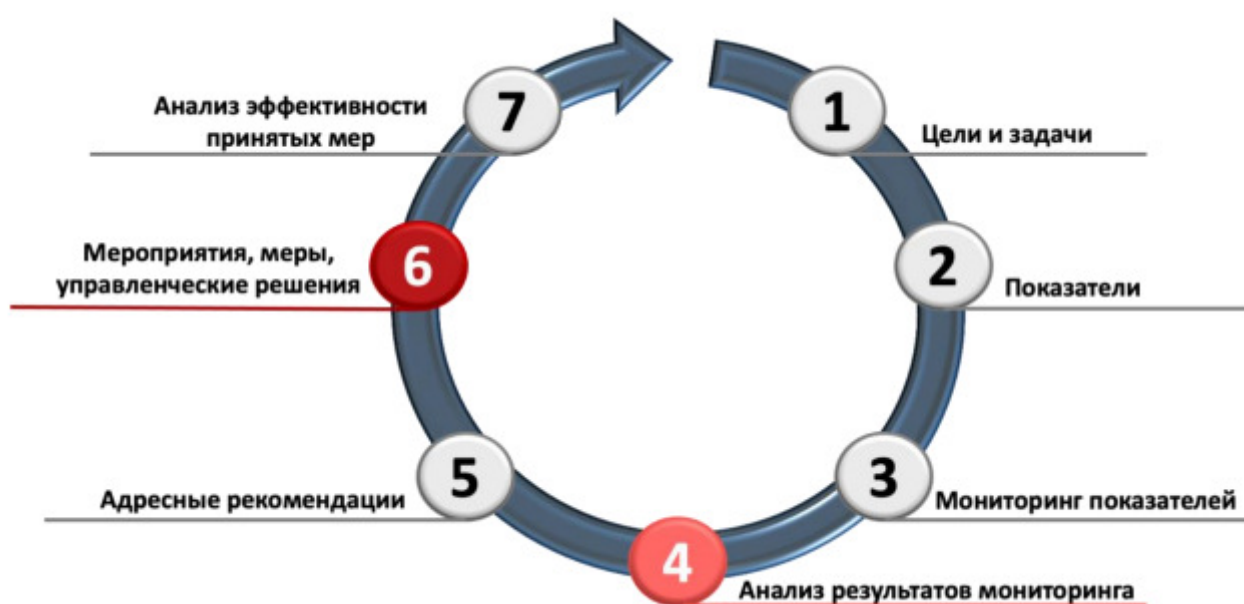 1
Цели и задачи
2
Показатели
3
Мониторинг показателей
4
Анализ результатов мониторинга
5
Адресные рекомендации
6
Мероприятия, меры,
управленческие решения
7
Анализ эффективности
принятых мер